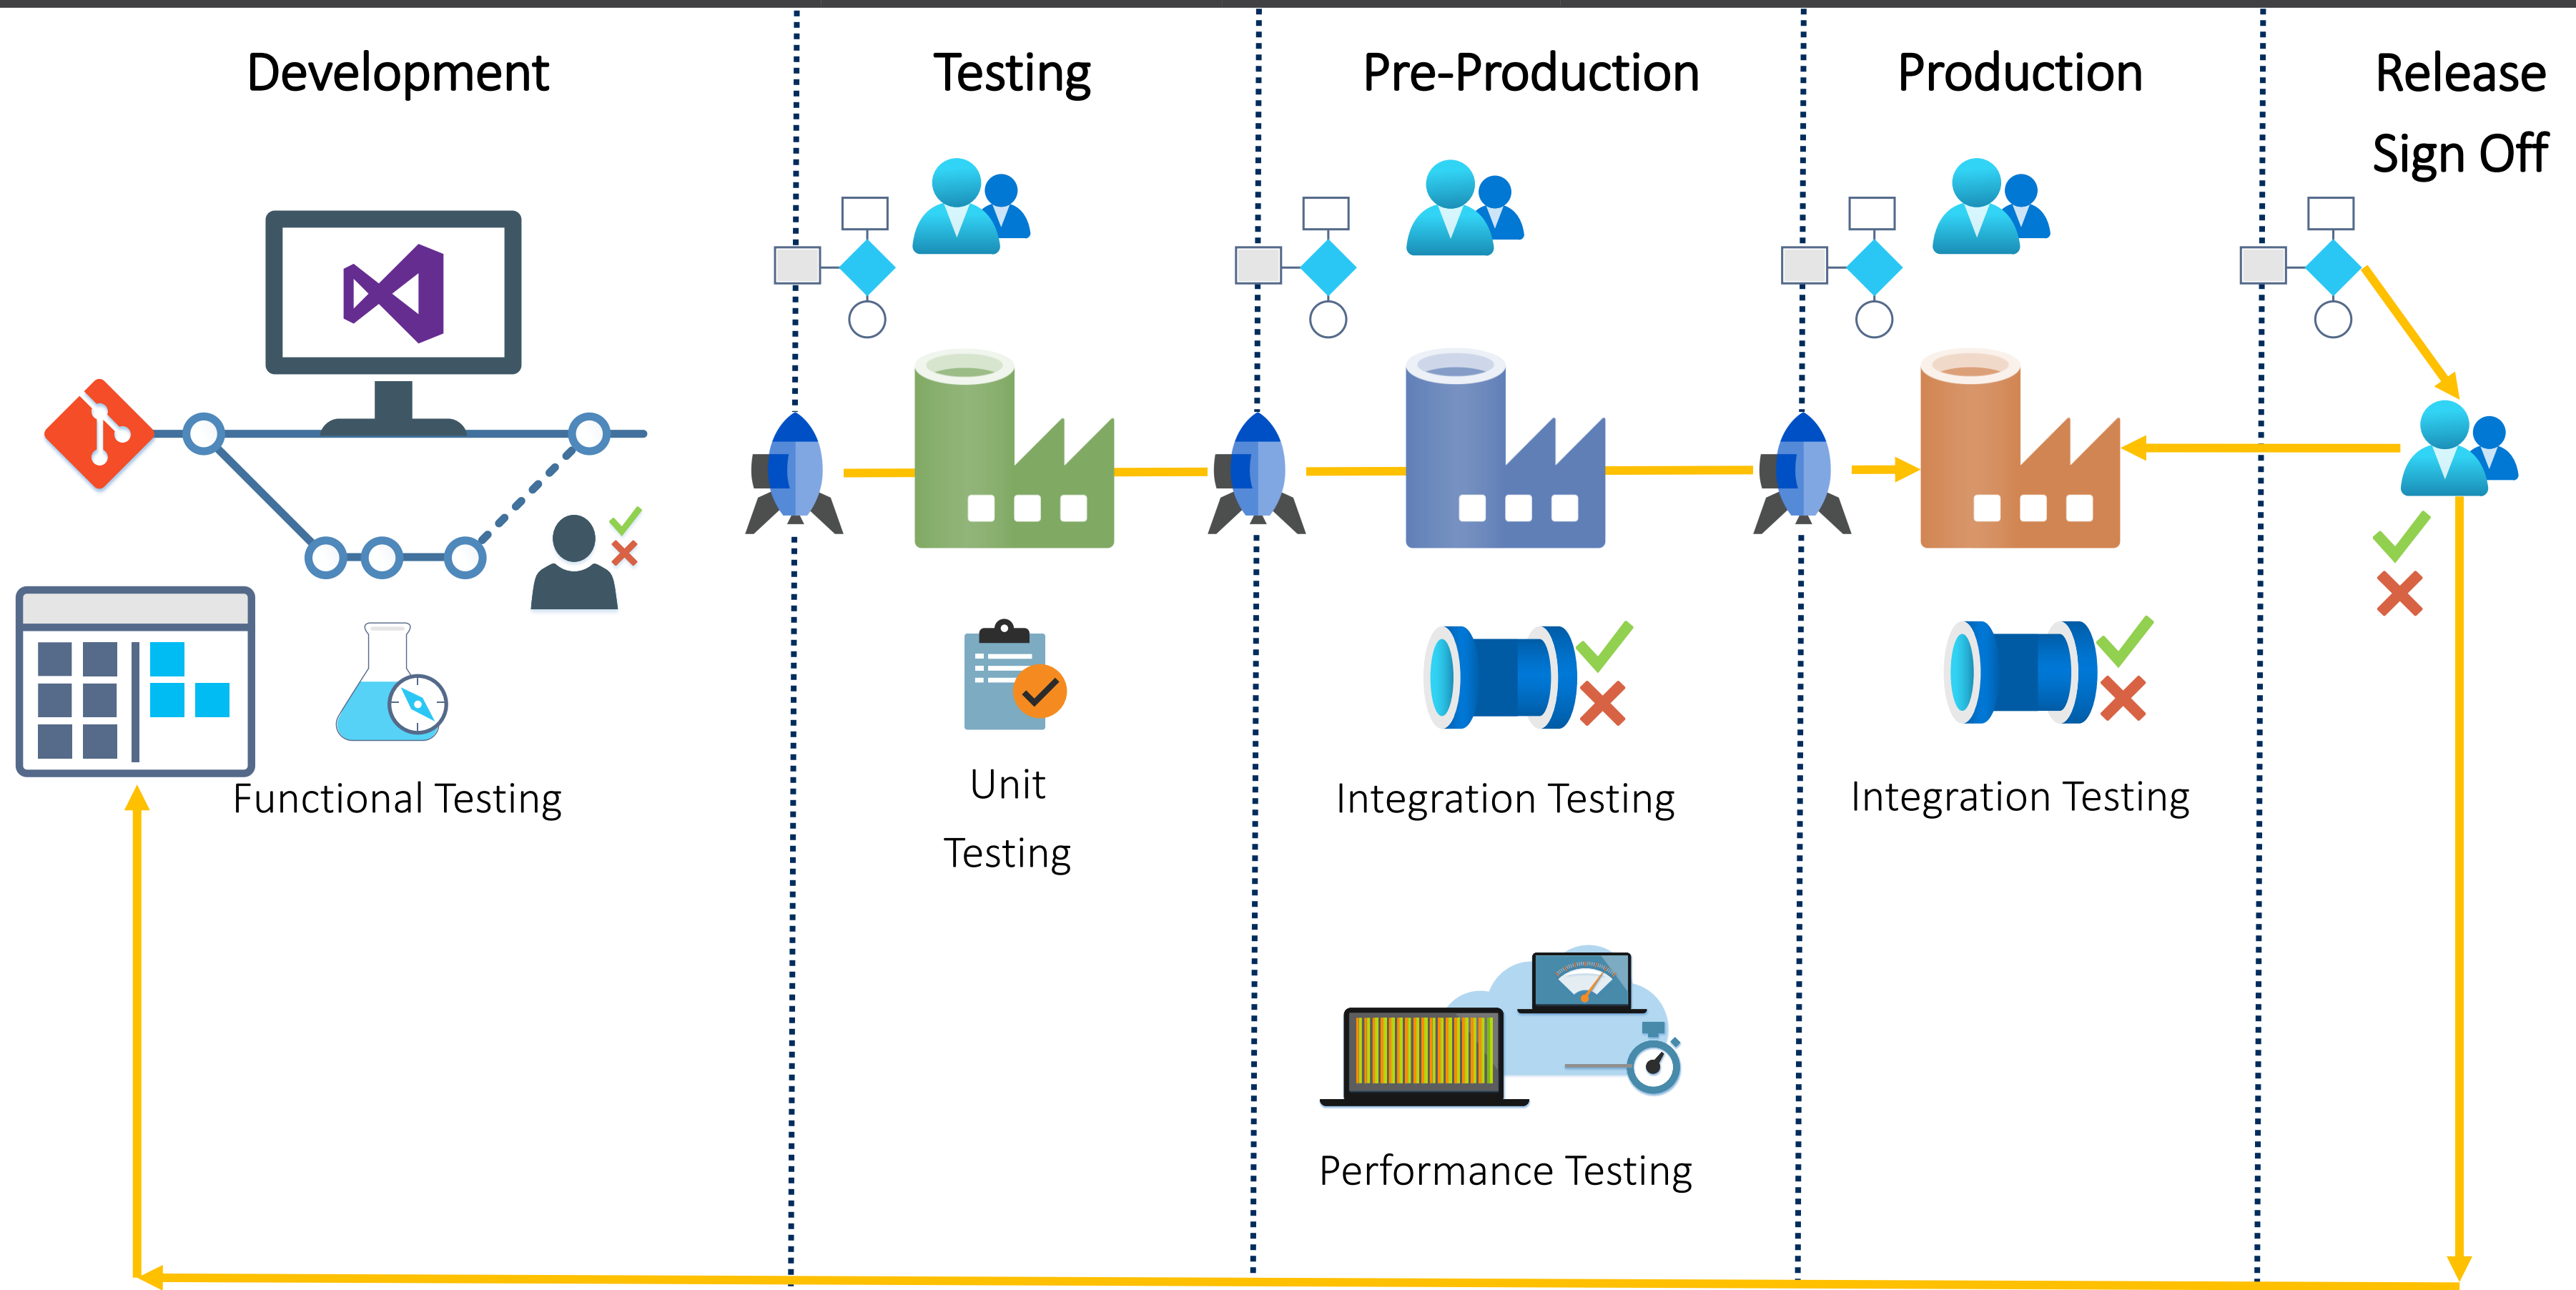 Development
Testing
Pre-Production
Production
Release
Sign Off
Functional Testing
Unit
Testing
Integration Testing
Integration Testing
Performance Testing